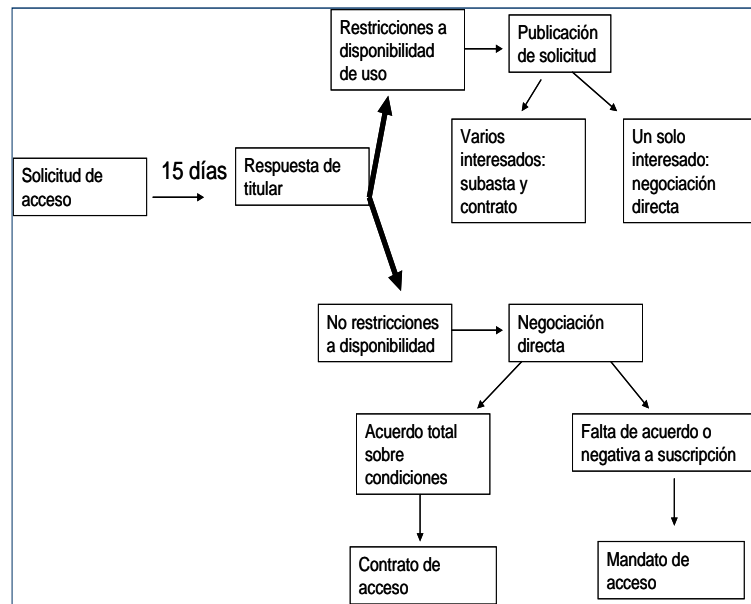 Restricciones a
disponibilidad
de uso
Publicación
de solicitud
Varios
interesados:
subasta y
contrato
Un solo
interesado:
negociación
directa
Solicitud de
acceso
15 días
Respuesta de
titular
No restricciones
a disponibilidad
Negociación
directa
Acuerdo total
sobre
condiciones
Falta de acuerdo o
negativa a suscripción
Contrato de
acceso
Mandato de
acceso